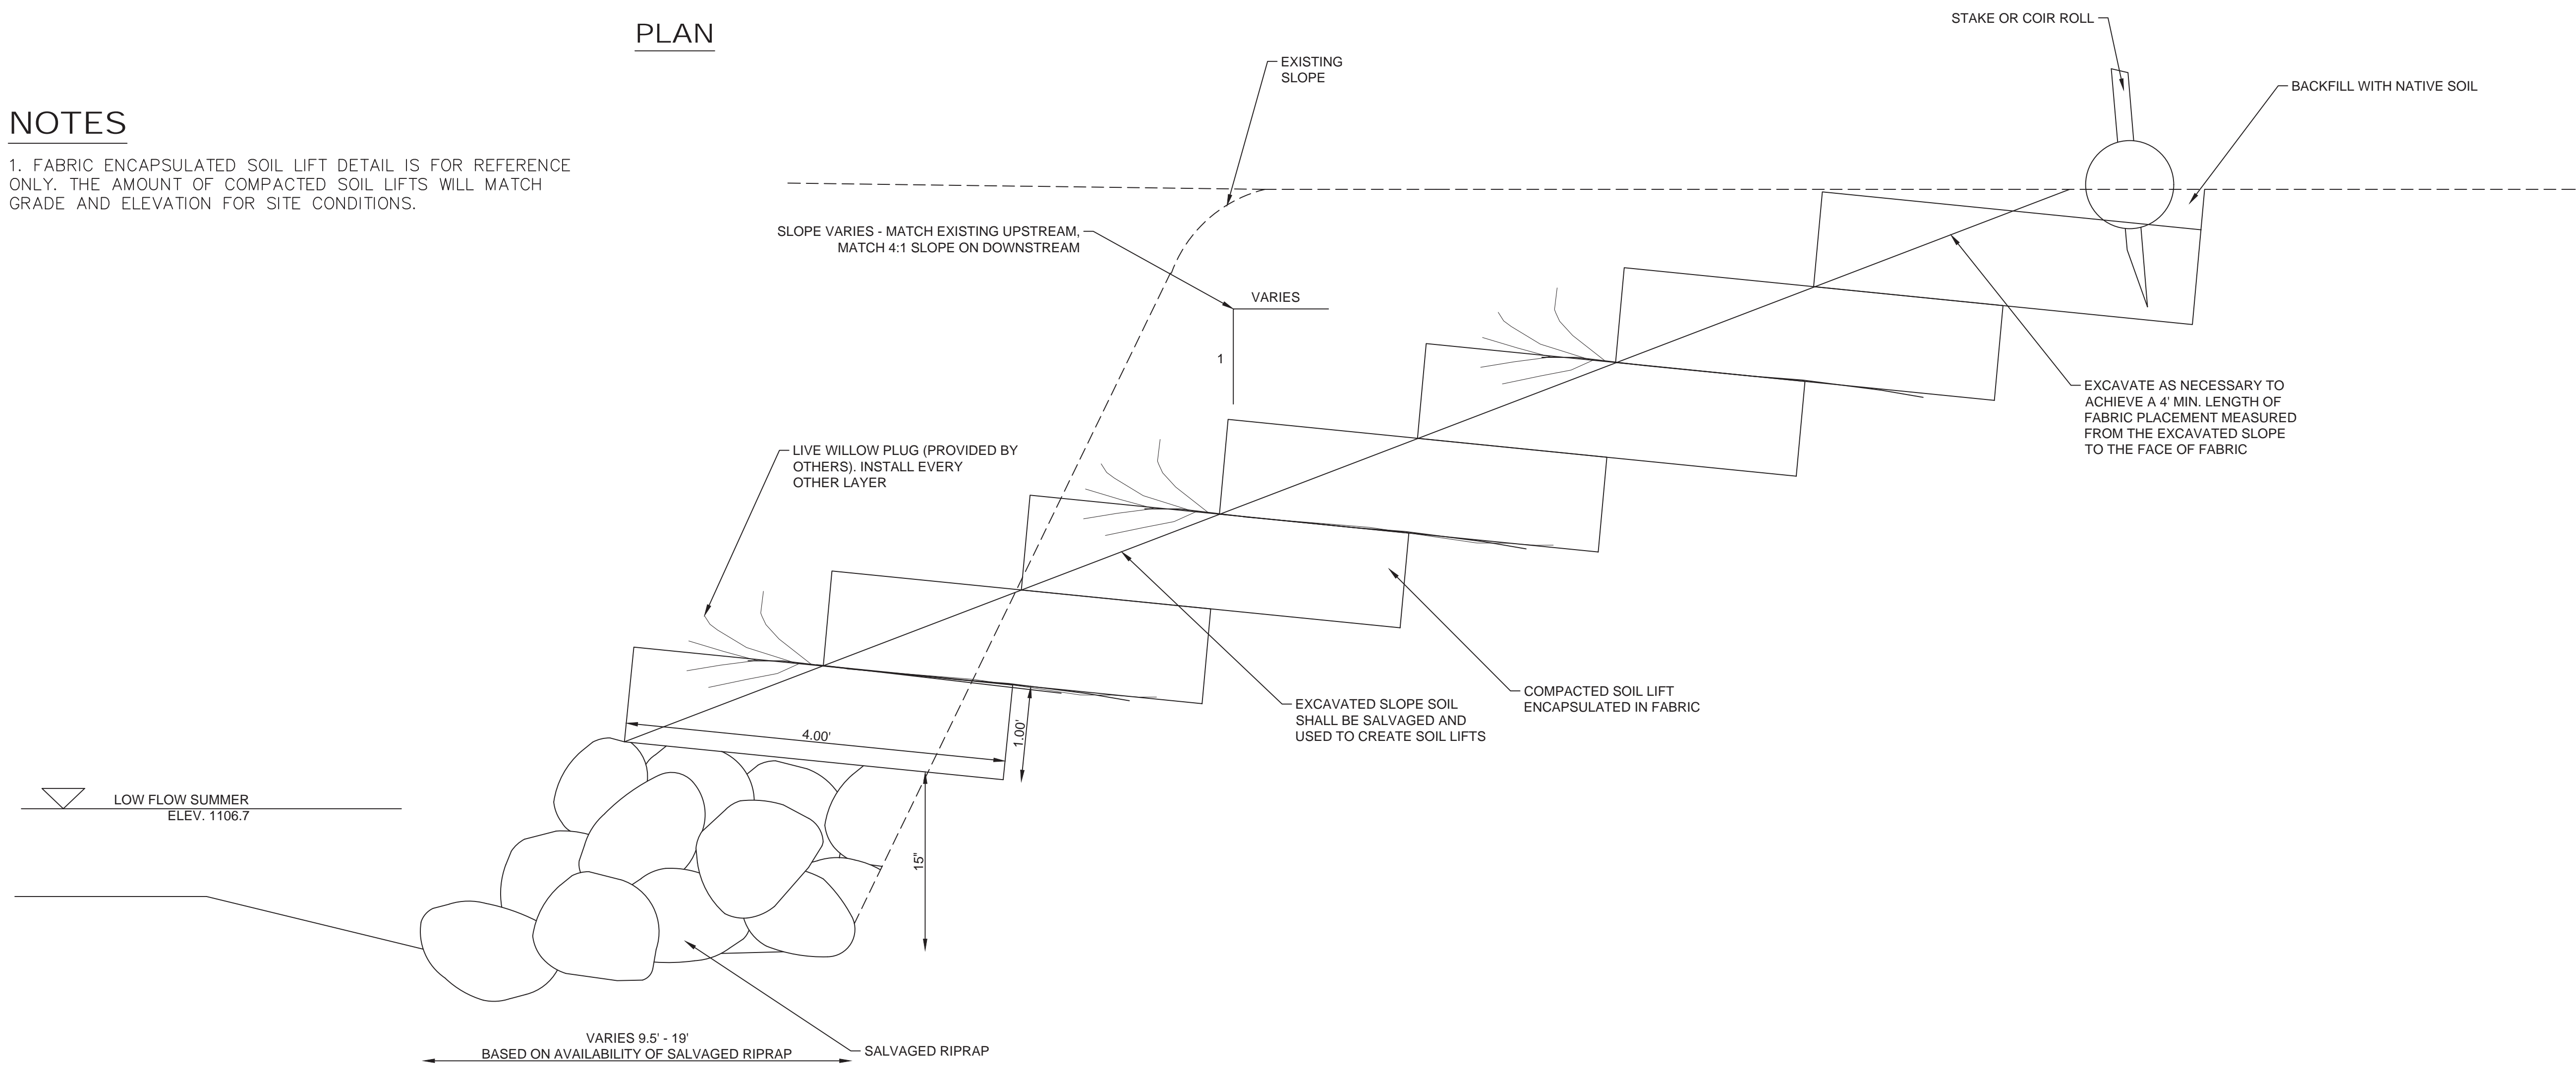 PLAN
NOTES
1. FABRIC ENCAPSULATED SOIL LIFT DETAIL IS FOR REFERENCE
ONLY. THE AMOUNT OF COMPACTED SOIL LIFTS WILL MATCH
GRADE AND ELEVATION FOR SITE CONDITIONS.
STAKE OR COIR ROLL
EXISTING
SLOPE
BACKFILL WITH NATIVE SOIL
SLOPE VARIES - MATCH EXISTING UPSTREAM,
MATCH 4:1 SLOPE ON DOWNSTREAM
VARIES
1
EXCAVATE AS NECESSARY TO
ACHIEVE A 4' MIN. LENGTH OF
FABRIC PLACEMENT MEASURED
FROM THE EXCAVATED SLOPE
TO THE FACE OF FABRIC
LIVE WILLOW PLUG (PROVIDED BY
OTHERS). INSTALL EVERY
OTHER LAYER
EXCAVATED SLOPE SOIL
SHALL BE SALVAGED AND
USED TO CREATE SOIL LIFTS
COMPACTED SOIL LIFT
ENCAPSULATED IN FABRIC
4.00'
1.00'
LOW FLOW SUMMER
ELEV. 1106.7
15"
VARIES 9.5' - 19'
BASED ON AVAILABILITY OF SALVAGED RIPRAP
SALVAGED RIPRAP